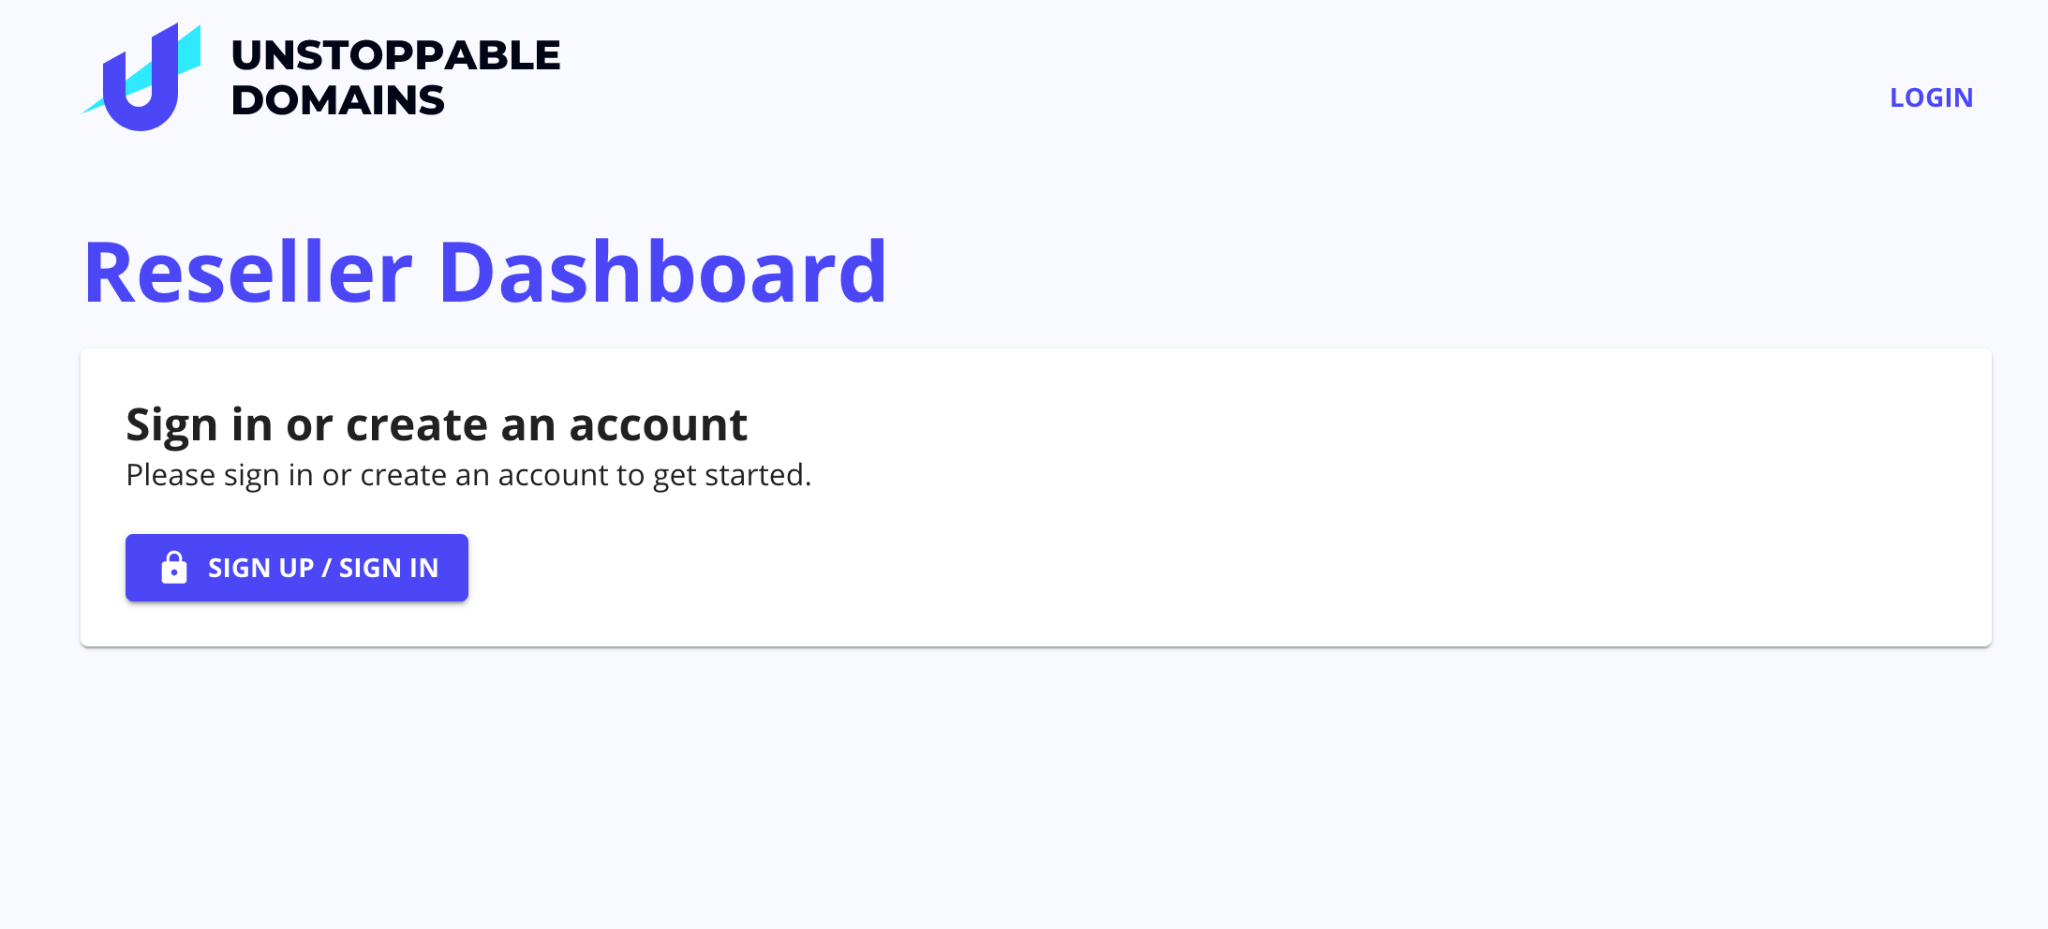 UNSTOPPABLE
DOMAINS
LOGIN
Reseller Dashboard
Sign in or create an account
Please sign in or create an account to get started.
SIGN UP / SIGN IN